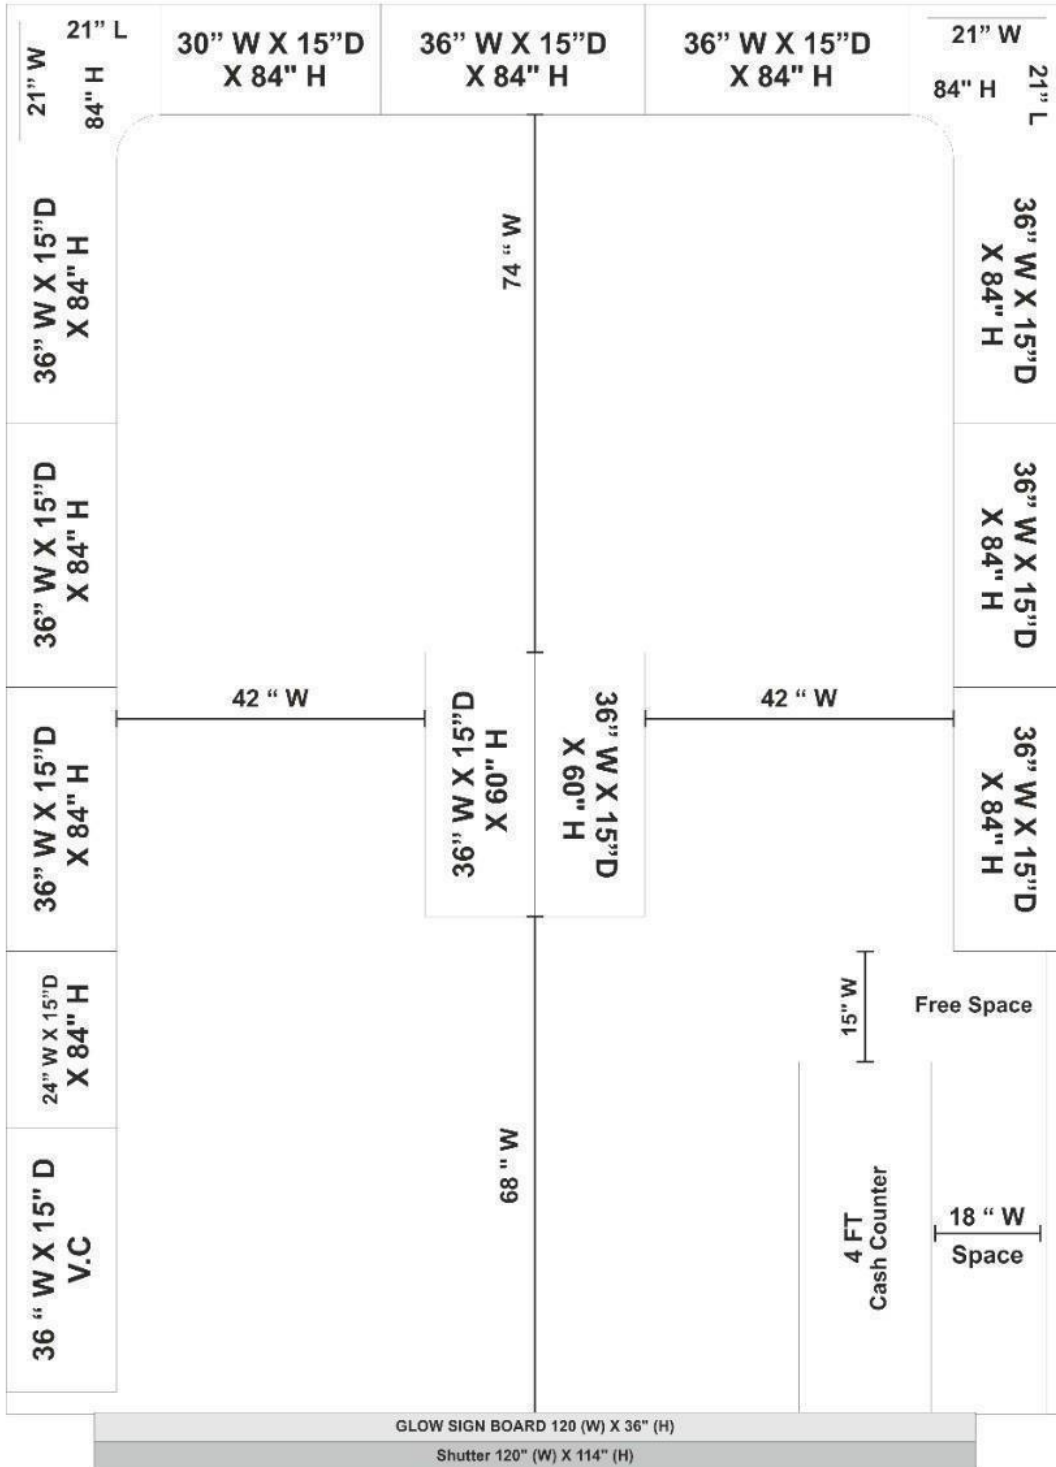 21” L
21” W
84" H
30” W X 15”D
X 84" H
36” W X 15”D
X 84" H
36” W X 15”D
X 84" H
21” W
84" H
21” L
36” W X 15”D
X 84" H
36” W X 15”D
X 84" H
74 “ W
36” W X 15”D
X 84" H
36” W X 15”D
X 84" H
42 “ W
42 “ W
36” W X 15”D
X 84" H
36” W X 15”D
X 60" H
36” W X 15”D
X 60" H
36” W X 15”D
X 84" H
24” W X 15”D
X 84" H
15" W
Free Space
68 " W
36 “ W X 15" D
V.C
4 FT
Cash Counter
18 “ W
Space
GLOW SIGN BOARD 120 (W) X 36" (H)
Shutter 120" (W) X 114" (H)